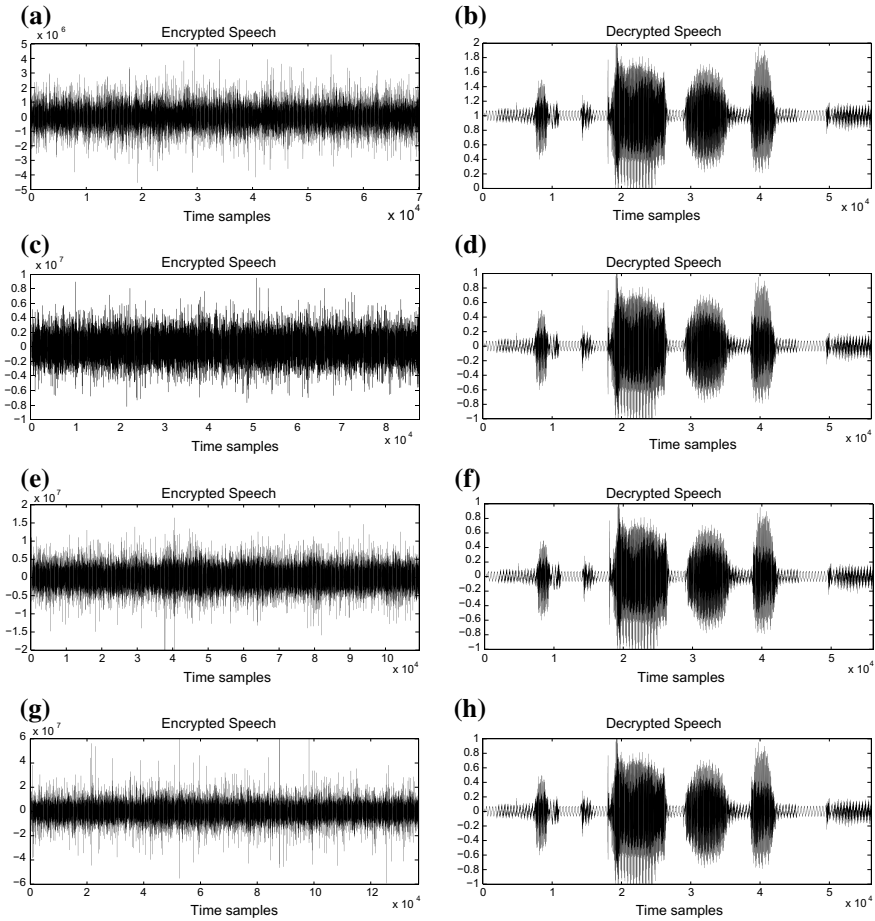 (a)
Encrypted Speech
x 10^6
5
4
3
2
1
0
−1
−2
−3
−4
−5
0 1 2 3 4 5 6 70
x 10^4
Time samples
(b)
Decrypted Speech
2
1.8
1.6
1.4
1.2
1.0
0.8
0.6
0.4
0.2
0
0 1 2 3 4 5
x 10^4
Time samples
(c)
Encrypted Speech
x 10^7
1
0.8
0.6
0.4
0.2
0
−0.2
−0.4
−0.6
−0.8
−1
0 1 2 3 4 5 6 7 8
x 10^4
Time samples
(d)
Decrypted Speech
1
0.8
0.6
0.4
0.2
0
−0.2
−0.4
−0.6
−0.8
−1
0 1 2 3 4 5
x 10^4
Time samples
(e)
Encrypted Speech
x 10^7
2
1.5
1
0.5
0
−0.5
−1
−1.5
−2
0 1 2 3 4 5 6 7 8 9 10
x 10^4
Time samples
(f)
Decrypted Speech
1
0.8
0.6
0.4
0.2
0
−0.2
−0.4
−0.6
−0.8
−1
0 1 2 3 4 5
x 10^4
Time samples
(g)
Encrypted Speech
x 10^7
6
4
2
0
−2
−4
−6
0 2 4 6 8 10 12
x 10^4
Time samples
(h)
Decrypted Speech
1
0.8
0.6
0.4
0.2
0
−0.2
−0.4
−0.6
−0.8
−1
0 1 2 3 4 5
x 10^4
Time samples